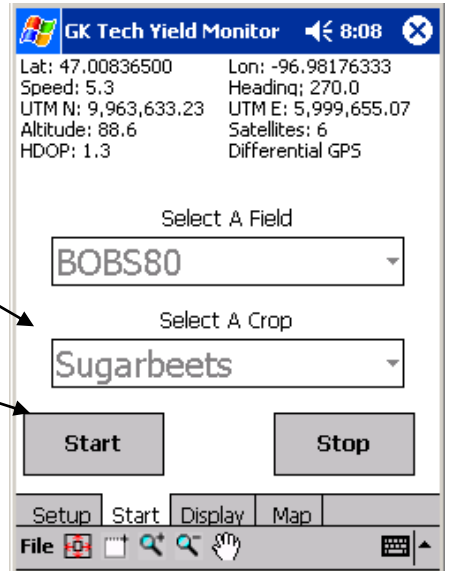 GK Tech Yield Monitor 8:08
Lat: 47.00836500 Lon: -96.98176333
Speed: 5.3 Heading; 270.0
UTM N: 9,963,633.23 UTM E: 5,999,655.07
Altitude: 88.6 Satellites: 6
HDOP: 1.3 Differential GPS
Select A Field
BOBS80
Select A Crop
Sugarbeets
Start Stop
Setup Start Display Map
File